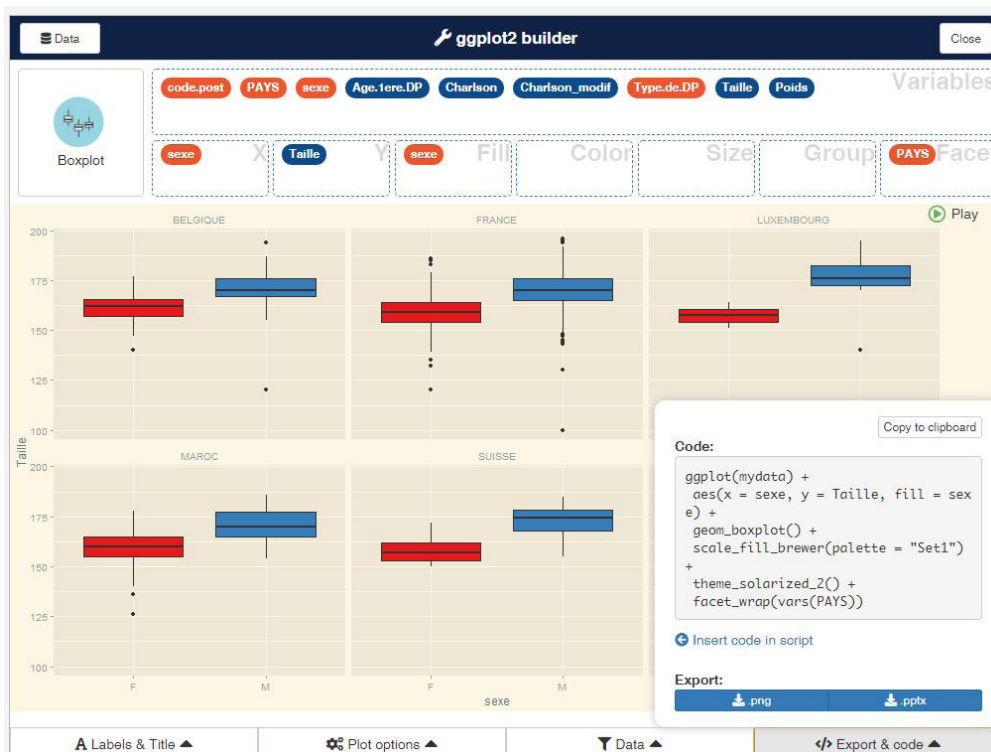 Data
ggplot2 builder
Close
Boxplot
code.post PAYS sexe Age.1ere.DP Charlson Charlson_modif Type.de.DP Taille Poids Variables
sexe X Taille Y sexe Fill Color Size Group PAYS Facet
Play
BELGIQUE FRANCE LUXEMBOURG
200
175
150
125
100
Taille
MAROC SUISSE
200
175
150
125
100
F M F M
sexe
Copy to clipboard
Code:
ggplot(mydata) +
aes(x = sexe, y = Taille, fill = sex
e) +
geom_boxplot() +
scale_fill_brewer(palette = "Set1")
+
theme_solarized_2() +
facet_wrap(vars(PAYS))
Insert code in script
Export:
.png .pptx
A Labels & Title Plot options Data </> Export & code